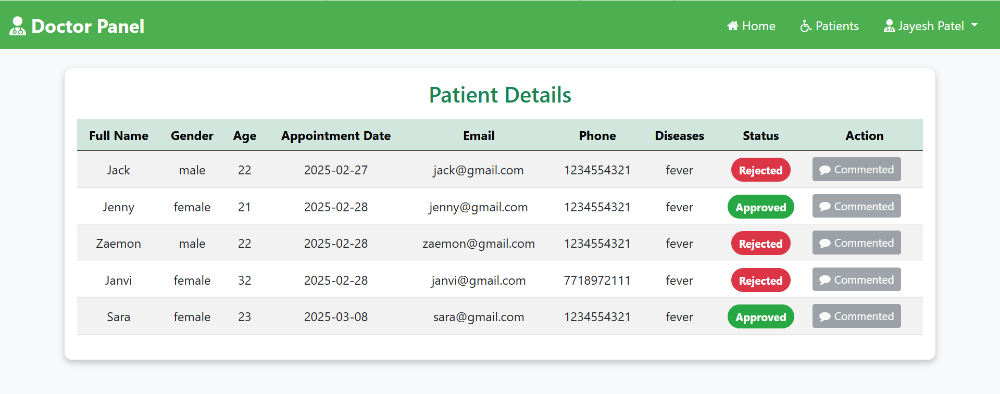 Doctor Panel Home Patients Jayesh Patel
Patient Details
Full Name Gender Age Appointment Date Email Phone Diseases Status Action
Jack male 22 2025-02-27 jack@gmail.com 1234554321 fever Rejected Commented
Jenny female 21 2025-02-28 jenny@gmail.com 1234554321 fever Approved Commented
Zaemon male 22 2025-02-28 zaemon@gmail.com 1234554321 fever Rejected Commented
Janvi female 32 2025-02-28 janvi@gmail.com 7718972111 fever Rejected Commented
Sara female 23 2025-03-08 sara@gmail.com 1234554321 fever Approved Commented